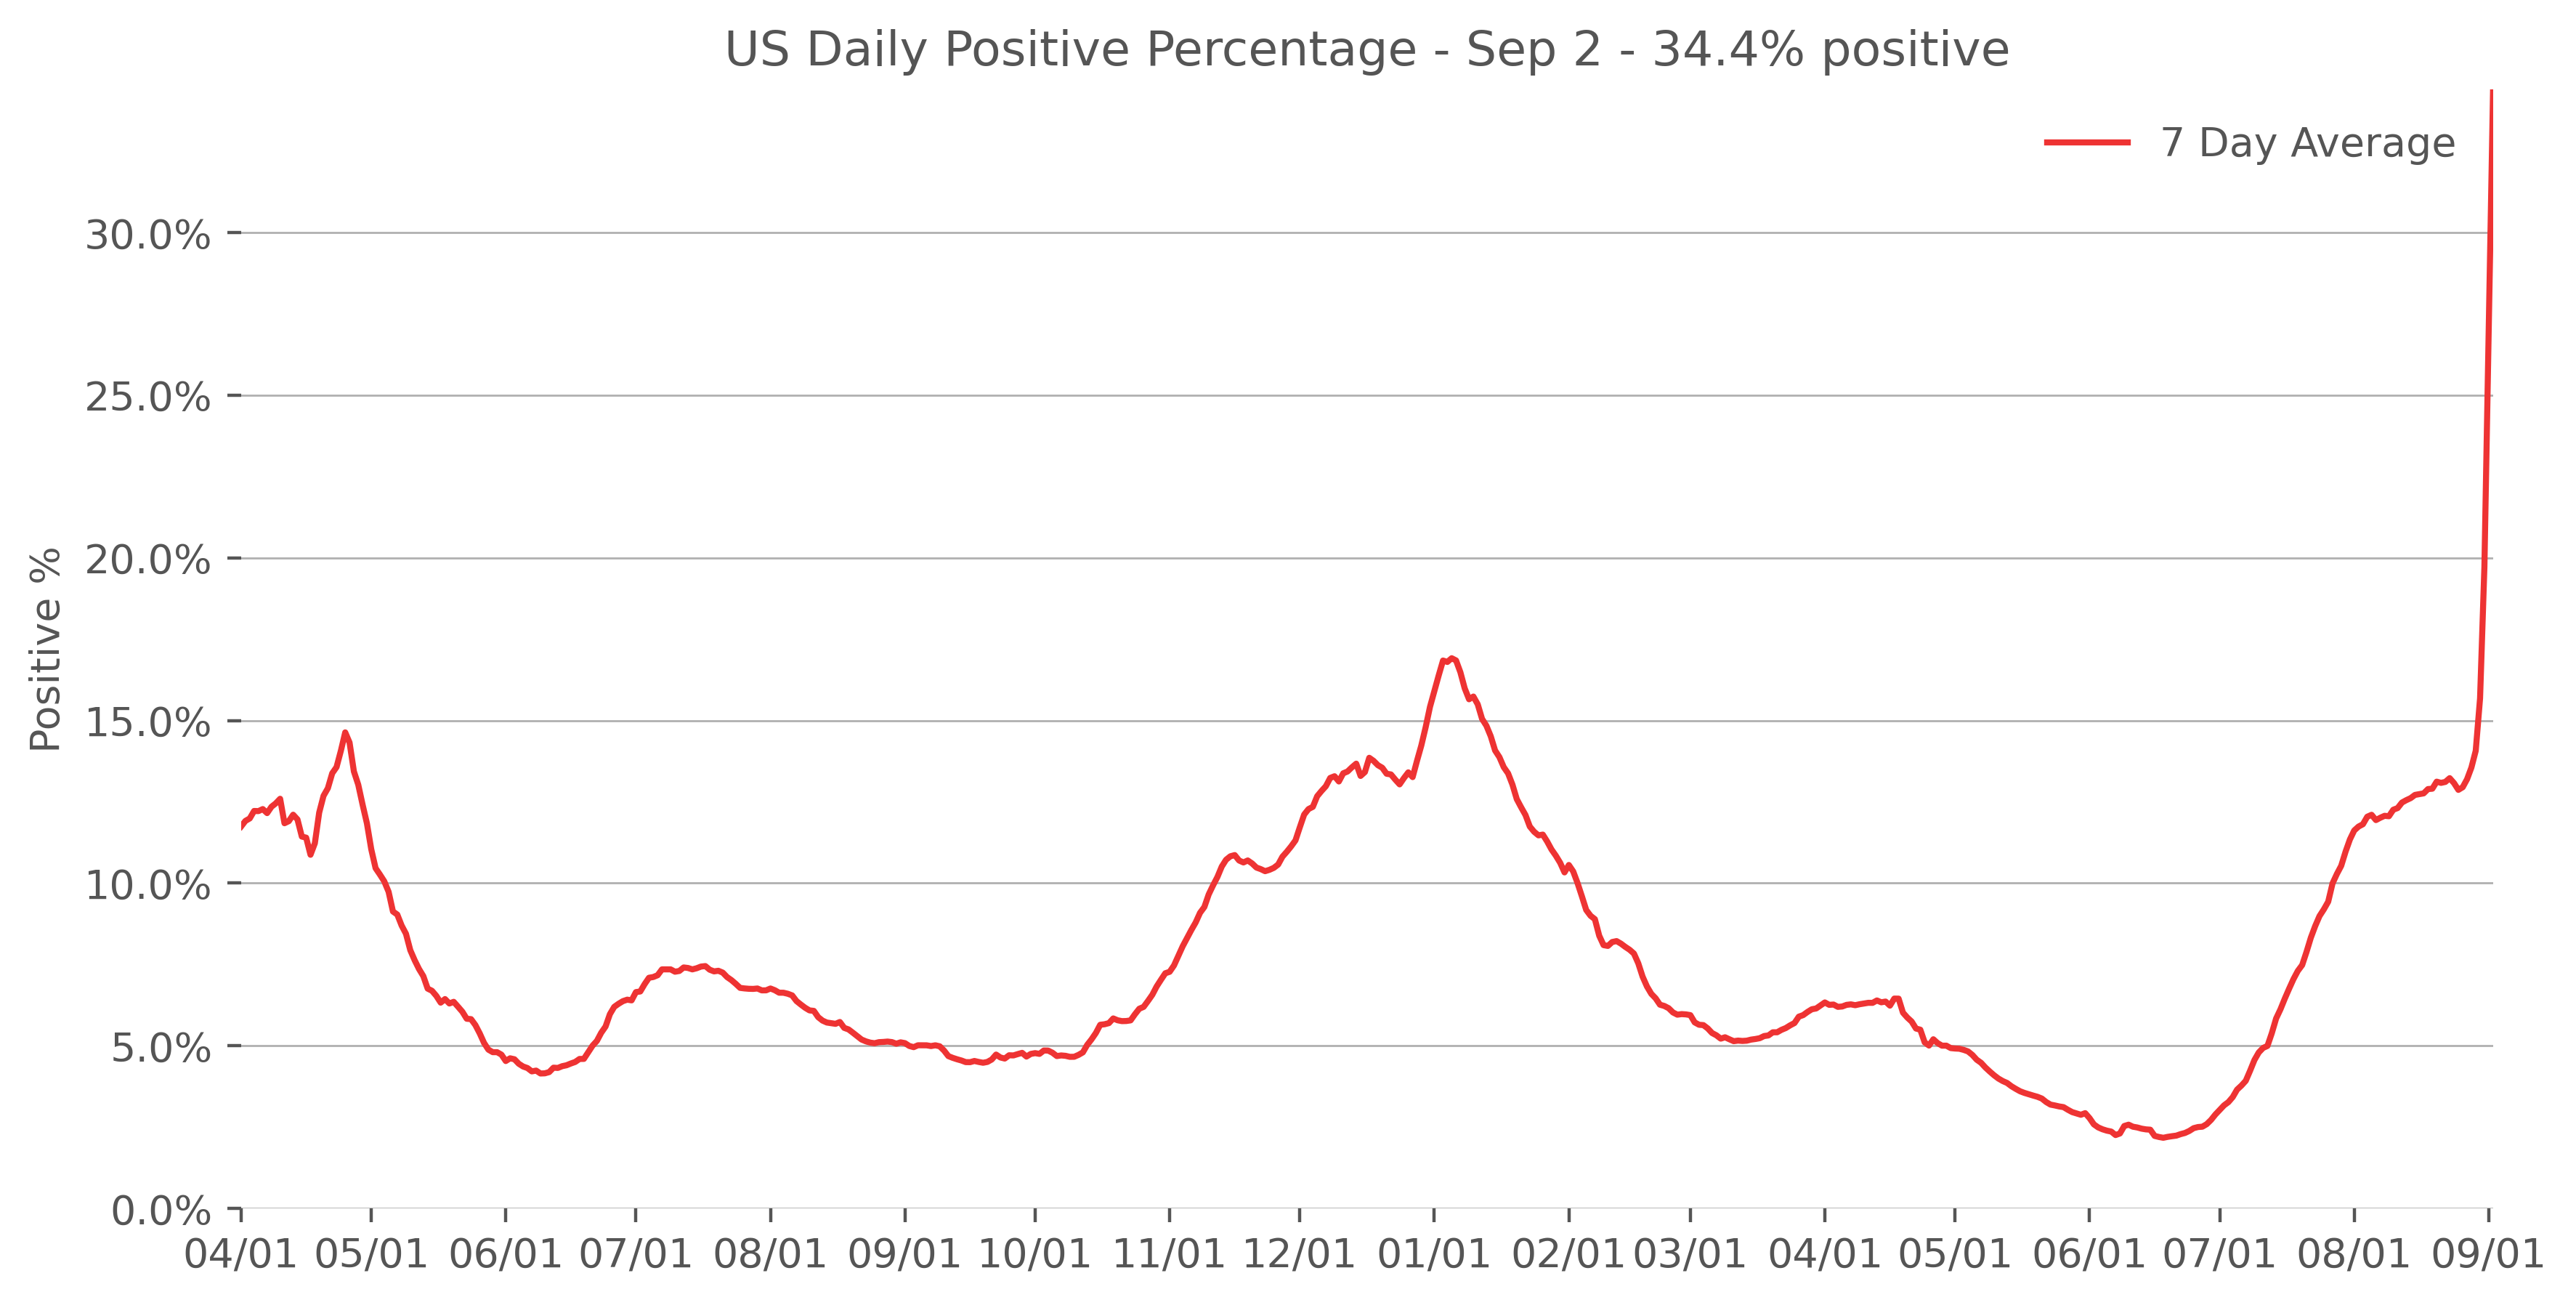 US Daily Positive Percentage - Sep 2 - 34.4% positive
7 Day Average
Positive %
30.0%
25.0%
20.0%
15.0%
10.0%
5.0%
0.0%
04/01 05/01 06/01 07/01 08/01 09/01 10/01 11/01 12/01 01/01 02/01 03/01 04/01 05/01 06/01 07/01 08/01 09/01